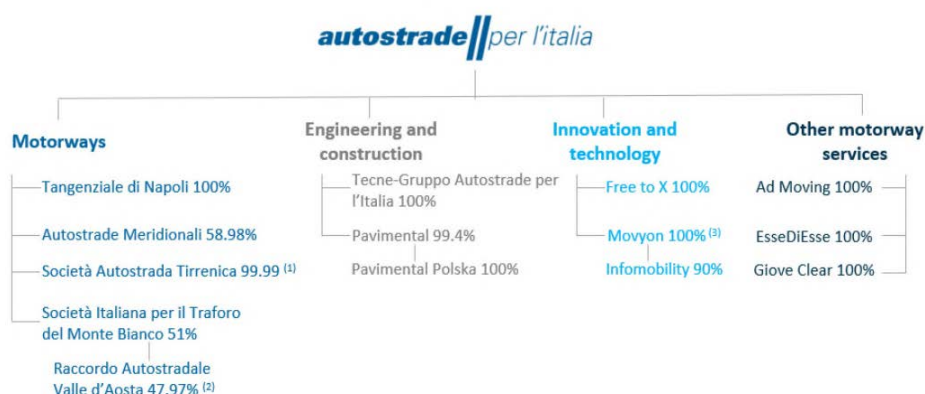 autostrade//per l'italia
Motorways
Tangenziale di Napoli 100%
Autostrade Meridionali 58.98%
Società Autostrada Tirrenica 99.99 (1)
Società Italiana per il Traforo
del Monte Bianco 51%
Raccordo Autostradale
Valle d'Aosta 47.97% (2)
Engineering and
construction
Tecne-Gruppo Autostrade per
l'Italia 100%
Pavimental 99.4%
Pavimental Polska 100%
Innovation and
technology
Free to X 100%
Movyon 100% (3)
Infomobility 90%
Other motorway
services
Ad Moving 100%
EsseDiEsse 100%
Giove Clear 100%